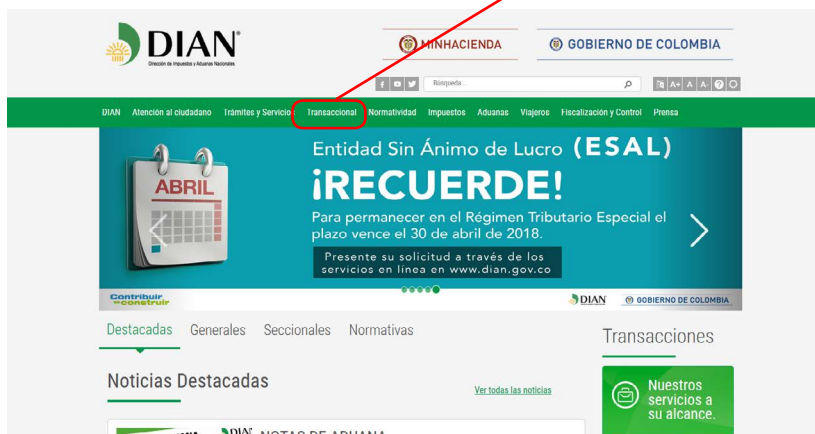 DIAN®
Dirección de Impuestos y Aduanas Nacionales
MINHACIENDA
GOBIERNO DE COLOMBIA
Búsqueda...
A+ A A- ?
DIAN Atención al ciudadano Trámites y Servicios Transaccional Normatividad Impuestos Aduanas Viajeros Fiscalización y Control Prensa
ABRIL
Entidad Sin Ánimo de Lucro (ESAL)
¡RECUERDE!
Para permanecer en el Régimen Tributario Especial el
plazo vence el 30 de abril de 2018.
Presente su solicitud a través de los
servicios en línea en www.dian.gov.co
Contribuir
es construir
DIAN
GOBIERNO DE COLOMBIA
Destacadas Generales Seccionales Normativas
Transacciones
Noticias Destacadas
Ver todas las noticias
Nuestros
servicios a
su alcance.
DIAN
NOTAS DE ADUANA